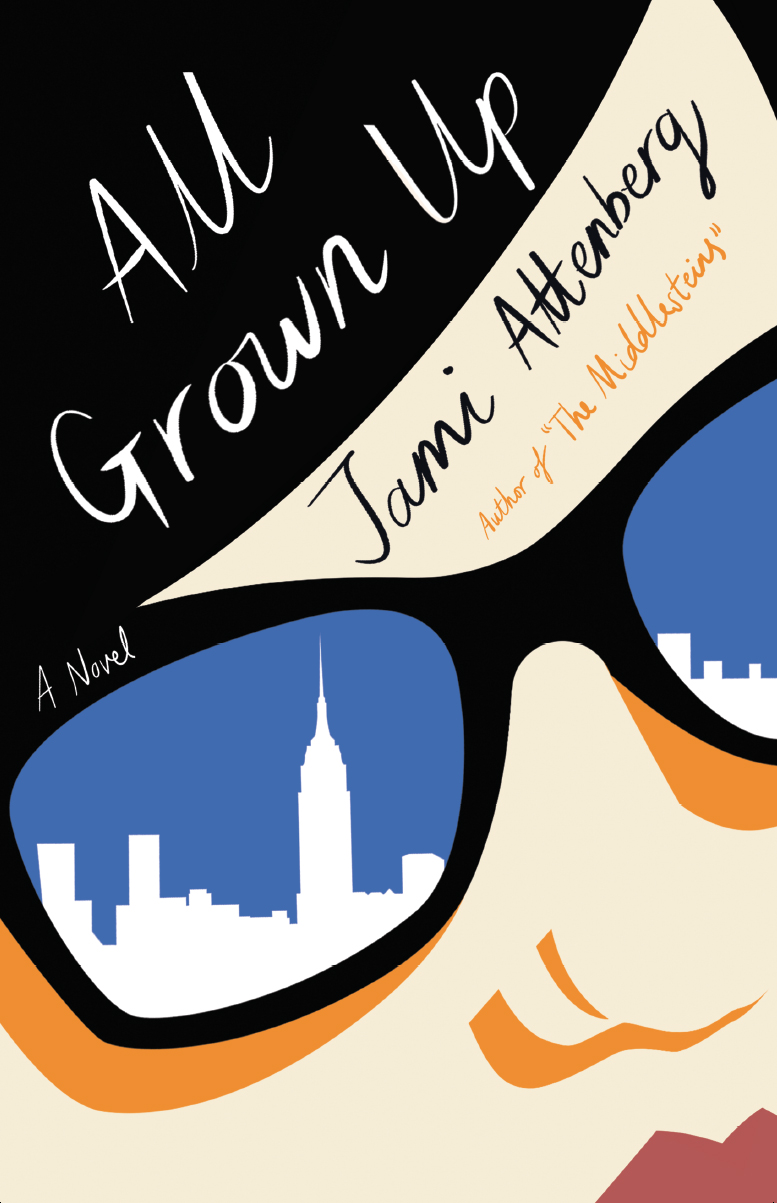 All
Grown Up
Jami Attenberg
Author of "The Middlesteins"
A Novel